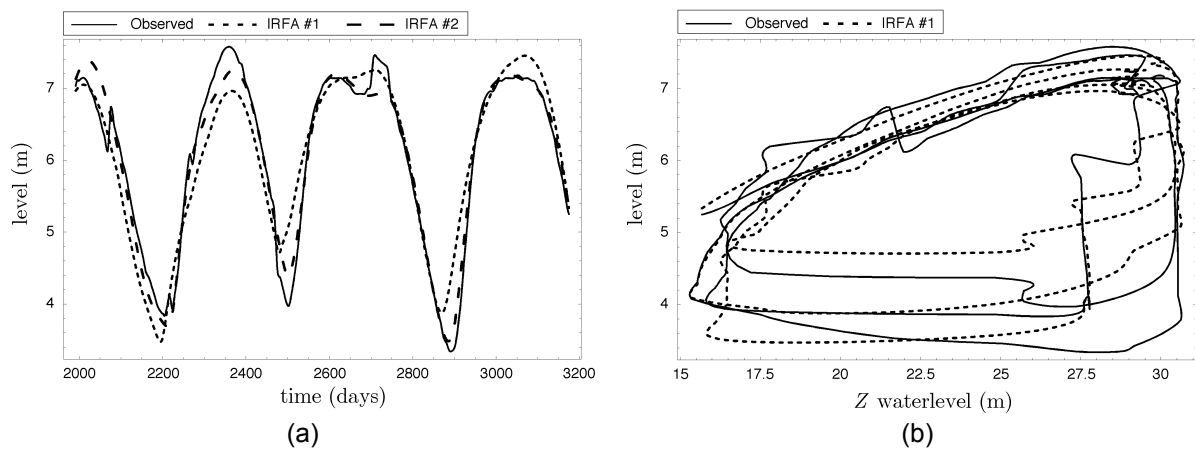 Observed IRFA #1 IRFA #2
level (m)
7
6
5
4
2000 2200 2400 2600 2800 3000 3200
time (days)
(a)
Observed IRFA #1
level (m)
7
6
5
4
15 17.5 20 22.5 25 27.5 30
Z waterlevel (m)
(b)